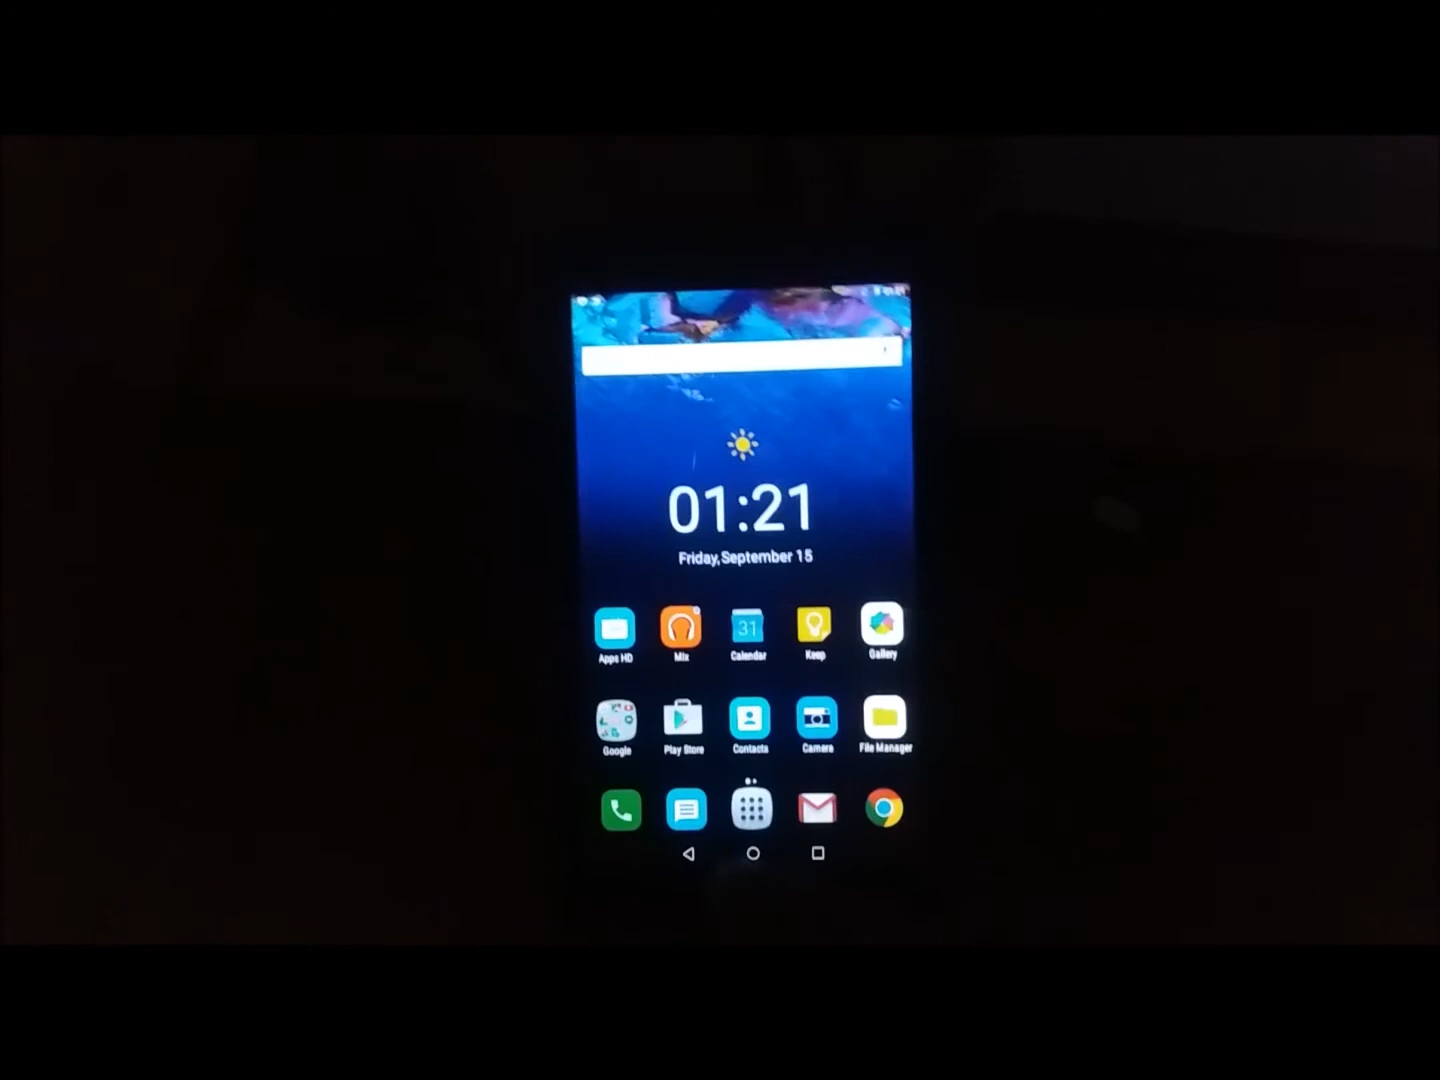 01:21
Friday,September 15
Apps HD
Mix
31
Calendar
Keep
Gallery
Google
Play Store
Contacts
Camera
File Manager